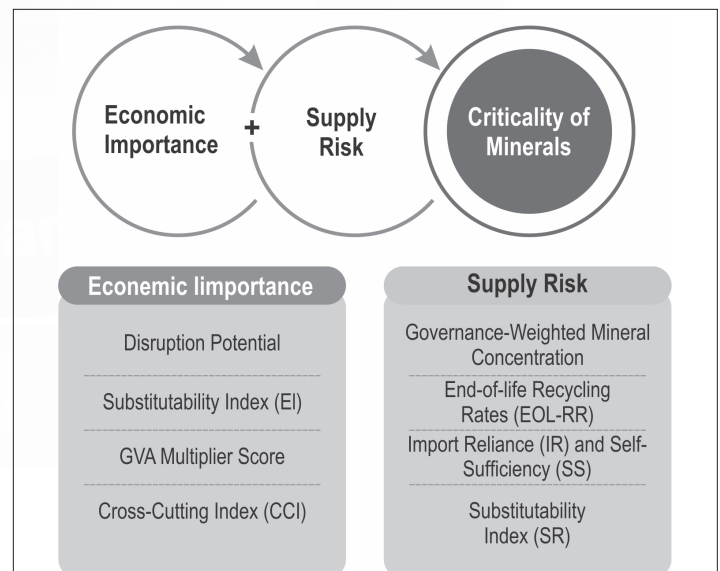 Economic
Importance
+
Supply
Risk
Criticality of
Minerals
Econemic Iimportance
Disruption Potential
Substitutability Index (EI)
GVA Multiplier Score
Cross-Cutting Index (CCI)
Supply Risk
Governance-Weighted Mineral
Concentration
End-of-life Recycling
Rates (EOL-RR)
Import Reliance (IR) and Self-
Sufficiency (SS)
Substitutability
Index (SR)